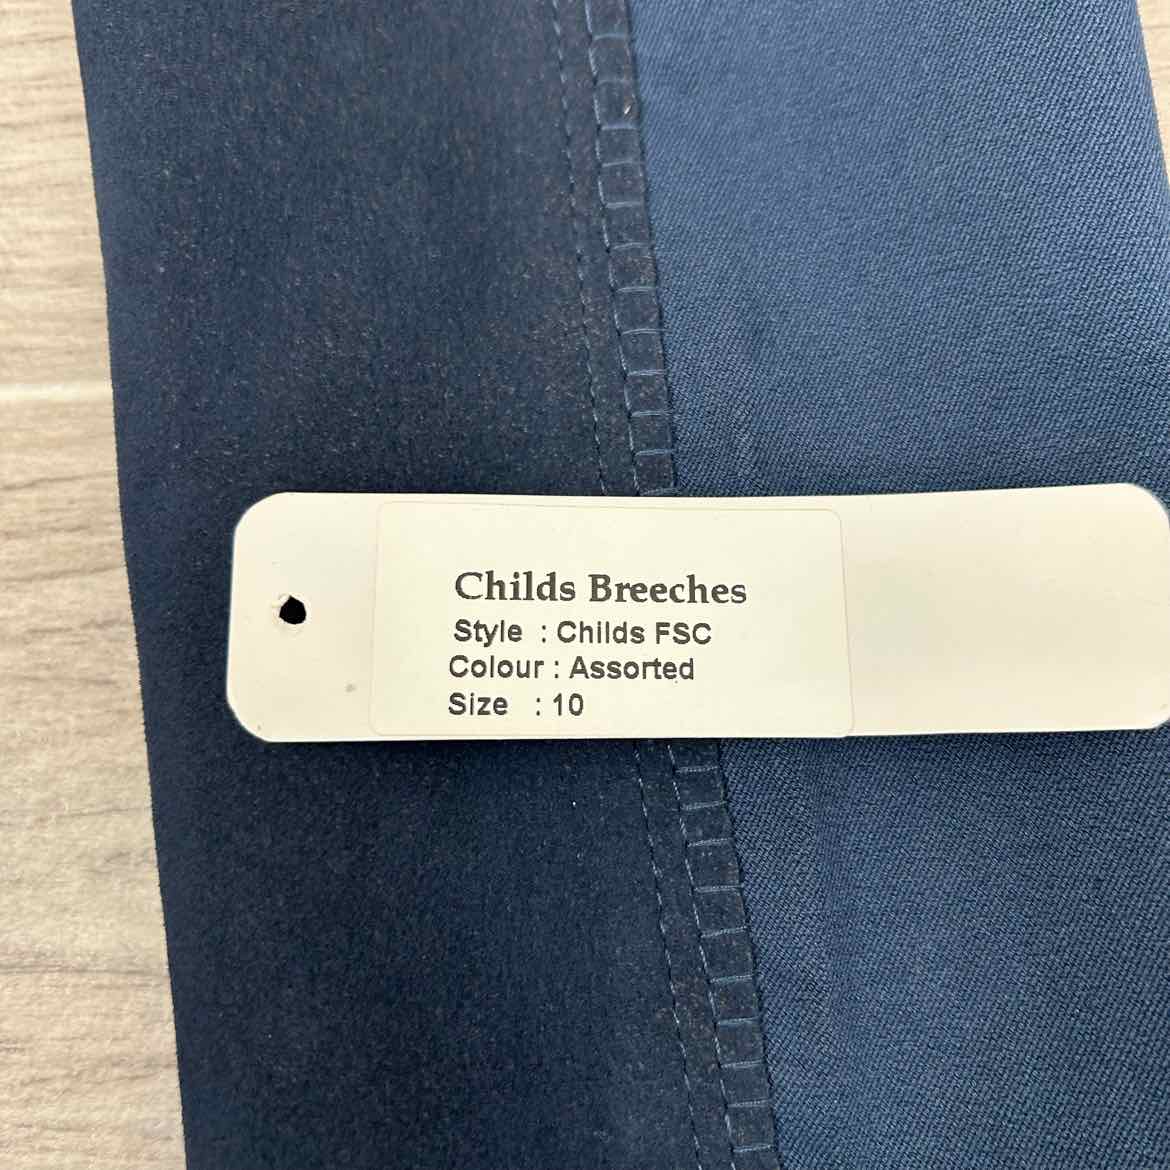 Childs Breeches
Style : Childs FSC
Colour : Assorted
Size : 10